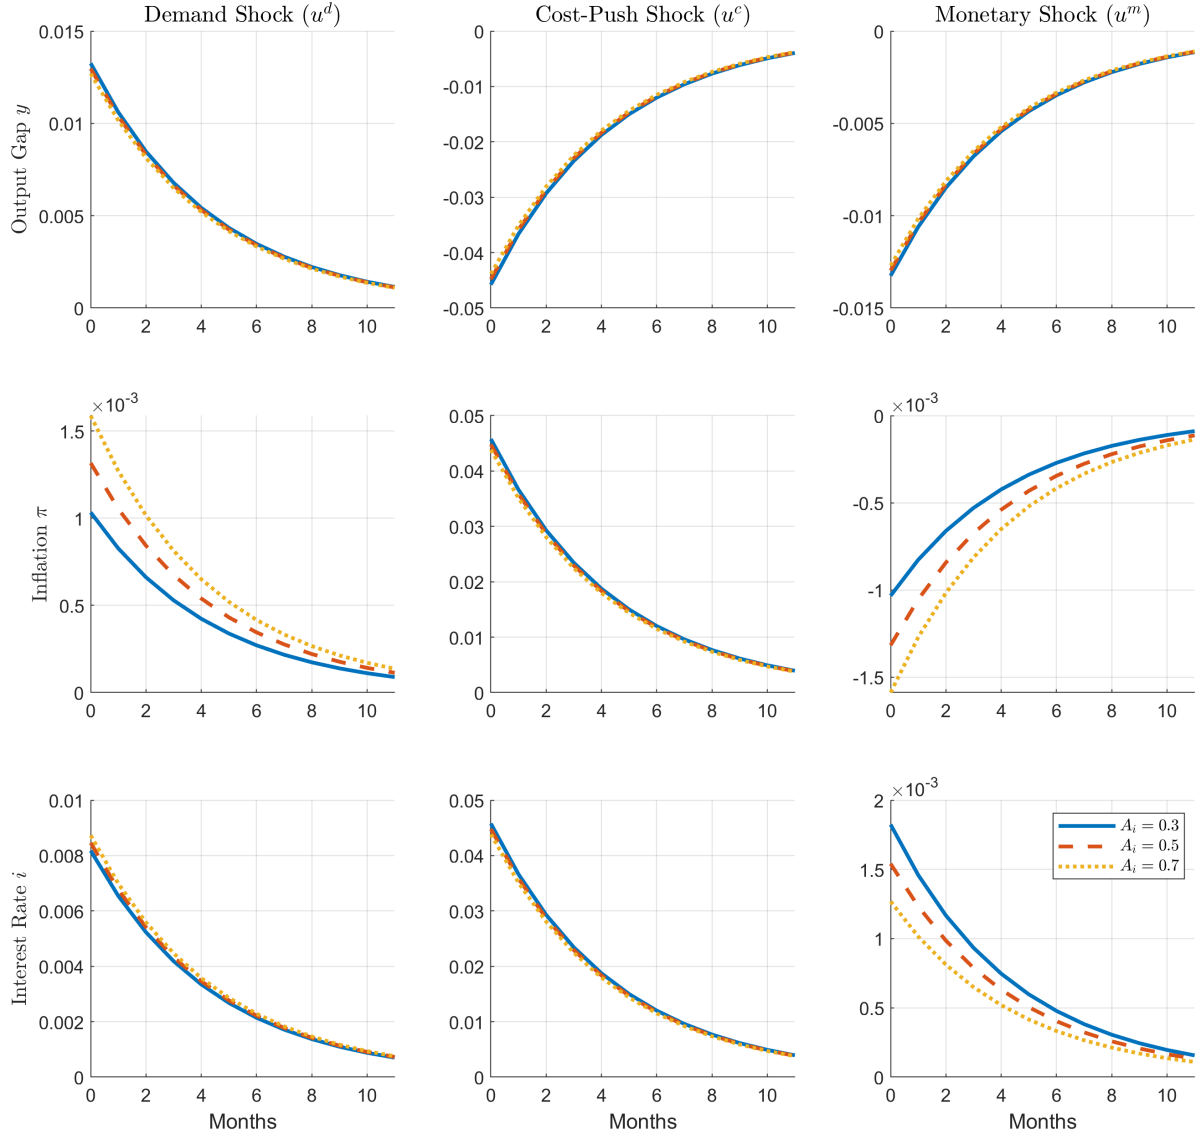 Demand Shock (u^d) Cost-Push Shock (u^c) Monetary Shock (u^m)
Output Gap y
0.015
0.01
0.005
0
0 2 4 6 8 10
0
-0.01
-0.02
-0.03
-0.04
-0.05
0 2 4 6 8 10
0
-0.005
-0.01
-0.015
0 2 4 6 8 10
Inflation π
×10^-3
1.5
1
0.5
0
0 2 4 6 8 10
0.05
0.04
0.03
0.02
0.01
0
0 2 4 6 8 10
×10^-3
0
-0.5
-1
-1.5
0 2 4 6 8 10
Interest Rate i
0.01
0.008
0.006
0.004
0.002
0
0 2 4 6 8 10
Months
0.05
0.04
0.03
0.02
0.01
0
0 2 4 6 8 10
Months
×10^-3
2
1.5
1
0.5
0
0 2 4 6 8 10
Months
A_i = 0.3
A_i = 0.5
A_i = 0.7